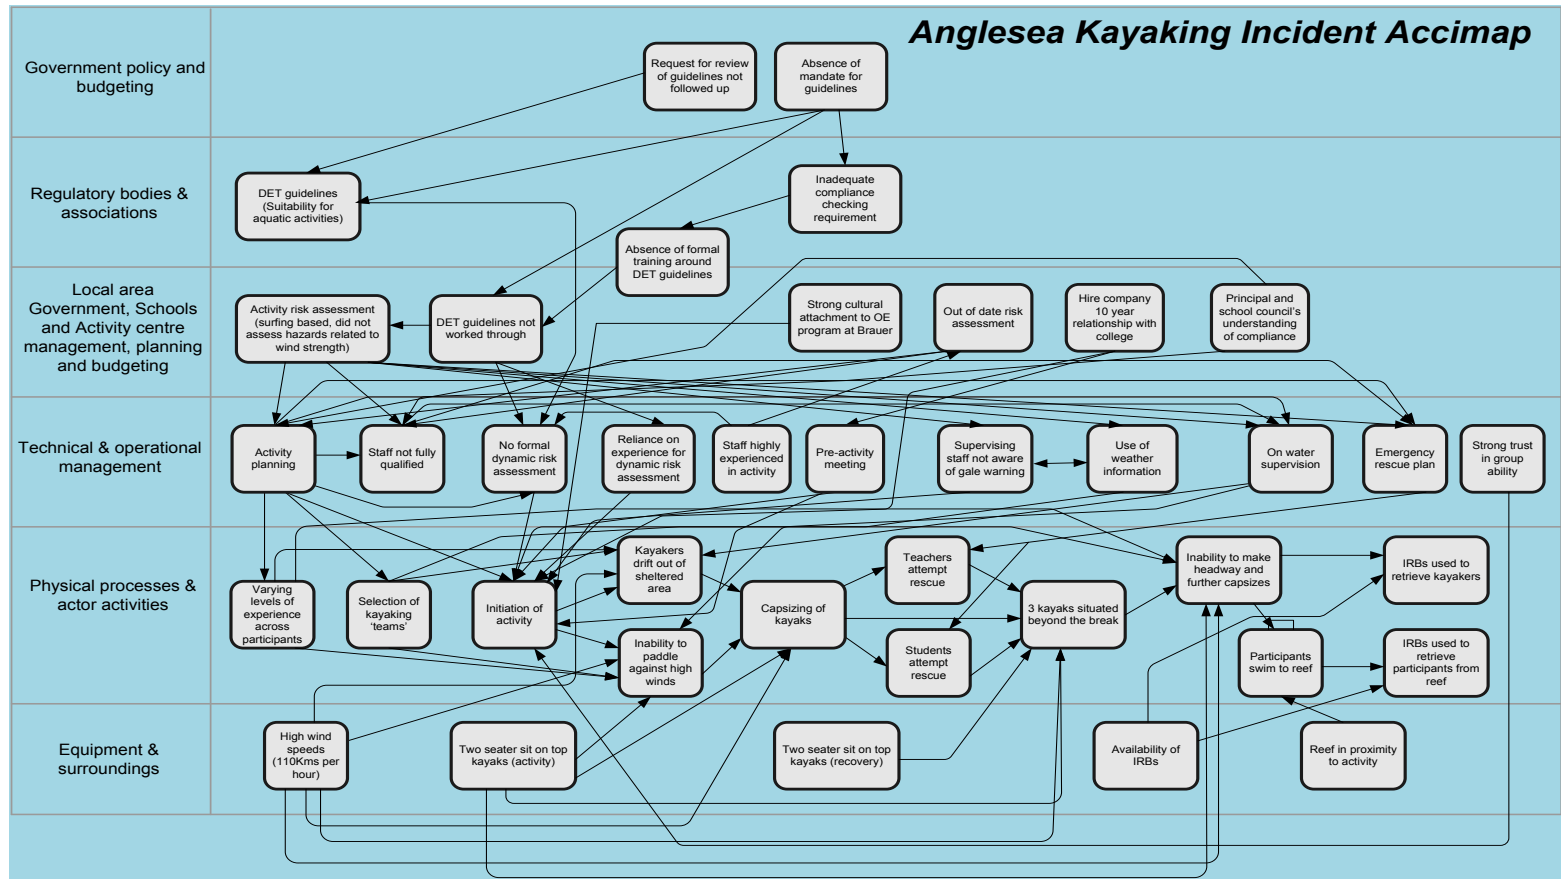 Anglesea Kayaking Incident Accimap
Government policy and
budgeting
Request for review
of guidelines not
followed up
Absence of
mandate for
guidelines
Regulatory bodies &
associations
DET guidelines
(Suitability for
aquatic activities)
Inadequate
compliance
checking
requirement
Absence of formal
training around
DET guidelines
Local area
Government, Schools
and Activity centre
management, planning
and budgeting
Activity risk assessment
(surfing based, did not
assess hazards related to
wind strength)
DET guidelines not
worked through
Strong cultural
attachment to OE
program at Brauer
Out of date risk
assessment
Hire company
10 year
relationship with
college
Principal and
school council's
understanding
of compliance
Technical & operational
management
Activity
planning
Staff not fully
qualified
No formal
dynamic risk
assessment
Reliance on
experience for
dynamic risk
assessment
Staff highly
experienced
in activity
Pre-activity
meeting
Supervising
staff not aware
of gale warning
Use of
weather
information
On water
supervision
Emergency
rescue plan
Strong trust
in group
ability
Physical processes &
actor activities
Varying
levels of
experience
across
participants
Selection of
kayaking
'teams'
Initiation of
activity
Kayakers
drift out of
sheltered
area
Inability to
paddle
against high
winds
Capsizing of
kayaks
Teachers
attempt
rescue
Students
attempt
rescue
3 kayaks situated
beyond the break
Inability to make
headway and
further capsizes
Participants
swim to reef
IRBs used to
retrieve kayakers
IRBs used to
retrieve
participants from
reef
Equipment &
surroundings
High wind
speeds
(110Kms per
hour)
Two seater sit on top
kayaks (activity)
Two seater sit on top
kayaks (recovery)
Availability of
IRBs
Reef in proximity
to activity